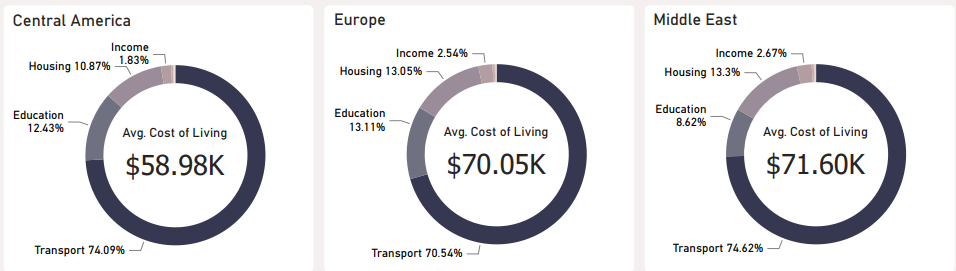 Central America
Income
1.83%
Housing 10.87%
Education
12.43%
Avg. Cost of Living
$58.98K
Transport 74.09%
Europe
Income 2.54%
Housing 13.05%
Education
13.11%
Avg. Cost of Living
$70.05K
Transport 70.54%
Middle East
Income 2.67%
Housing 13.3%
Education
8.62%
Avg. Cost of Living
$71.60K
Transport 74.62%